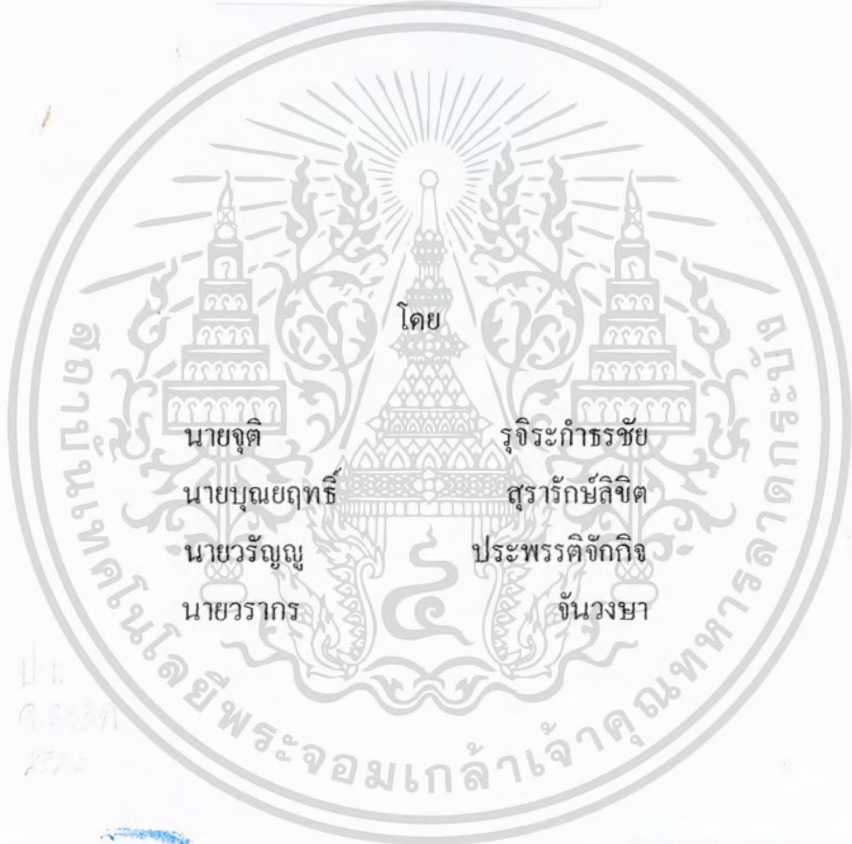 โดย
นายจุติ รุจิระกำธรชัย
นายบุณยฤทธิ์ สุรารักษ์ลิขิต
นายวรัญญู ประพรรติจักกิจ
นายวรากร จันวงษา
สถาบันเทคโนโลยีพระจอมเกล้าเจ้าคุณทหารลาดกระบัง